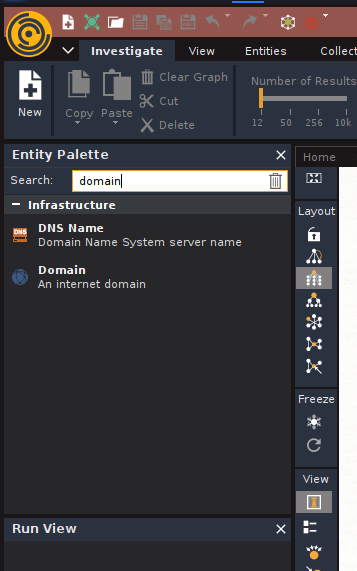 Investigate View Entities Collect
Clear Graph
Number of Results
New Copy Paste
Cut
Delete
12 50 256 10k
Entity Palette
Home
Search: domain
Infrastructure
DNS Name
Domain Name System server name
Domain
An internet domain
Layout
Freeze
View
Run View